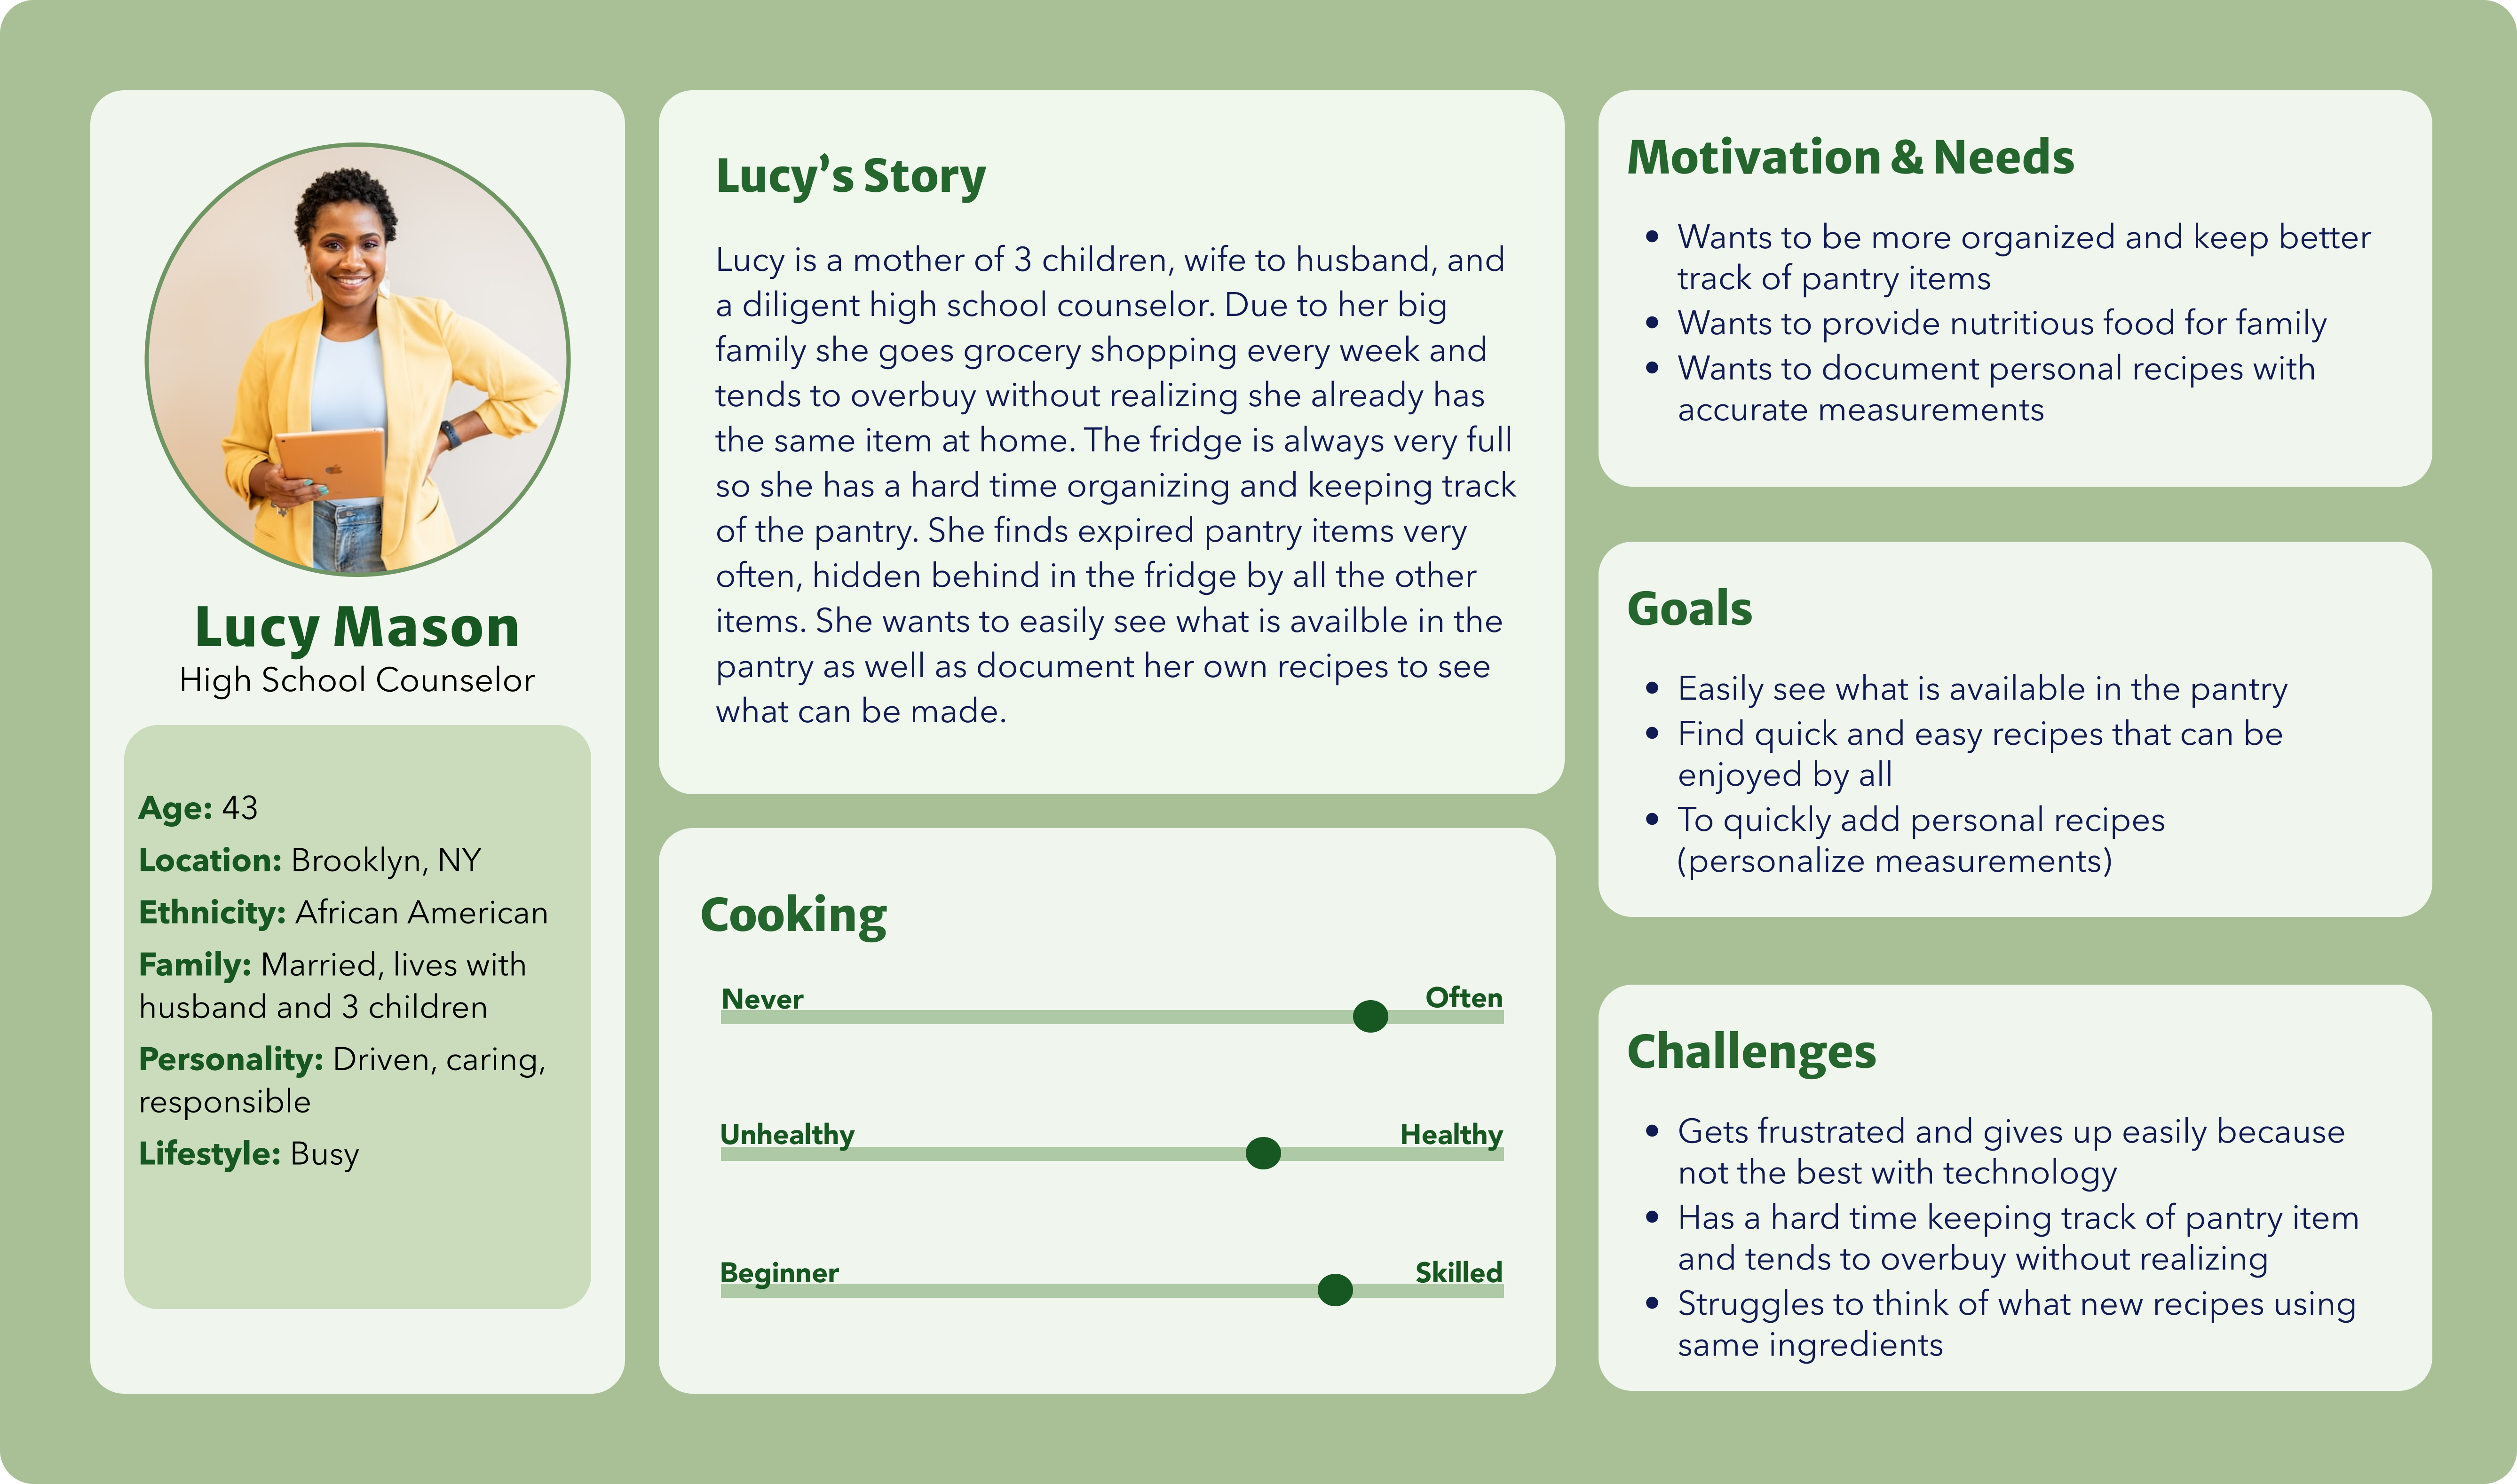 Lucy Mason
High School Counselor
Age: 43
Location: Brooklyn, NY
Ethnicity: African American
Family: Married, lives with
husband and 3 children
Personality: Driven, caring,
responsible
Lifestyle: Busy
Lucy’s Story
Lucy is a mother of 3 children, wife to husband, and
a diligent high school counselor. Due to her big
family she goes grocery shopping every week and
tends to overbuy without realizing she already has
the same item at home. The fridge is always very full
so she has a hard time organizing and keeping track
of the pantry. She finds expired pantry items very
often, hidden behind in the fridge by all the other
items. She wants to easily see what is availble in the
pantry as well as document her own recipes to see
what can be made.
Cooking
Never Often
Unhealthy Healthy
Beginner Skilled
Motivation & Needs
• Wants to be more organized and keep better
track of pantry items
• Wants to provide nutritious food for family
• Wants to document personal recipes with
accurate measurements
Goals
• Easily see what is available in the pantry
• Find quick and easy recipes that can be
enjoyed by all
• To quickly add personal recipes
(personalize measurements)
Challenges
• Gets frustrated and gives up easily because
not the best with technology
• Has a hard time keeping track of pantry item
and tends to overbuy without realizing
• Struggles to think of what new recipes using
same ingredients